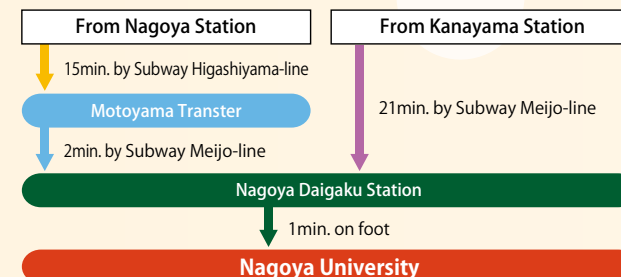 From Nagoya Station
From Kanayama Station
15min. by Subway Higashiyama-line
Motoyama Transter
21min. by Subway Meijo-line
2min. by Subway Meijo-line
Nagoya Daigaku Station
1min. on foot
Nagoya University